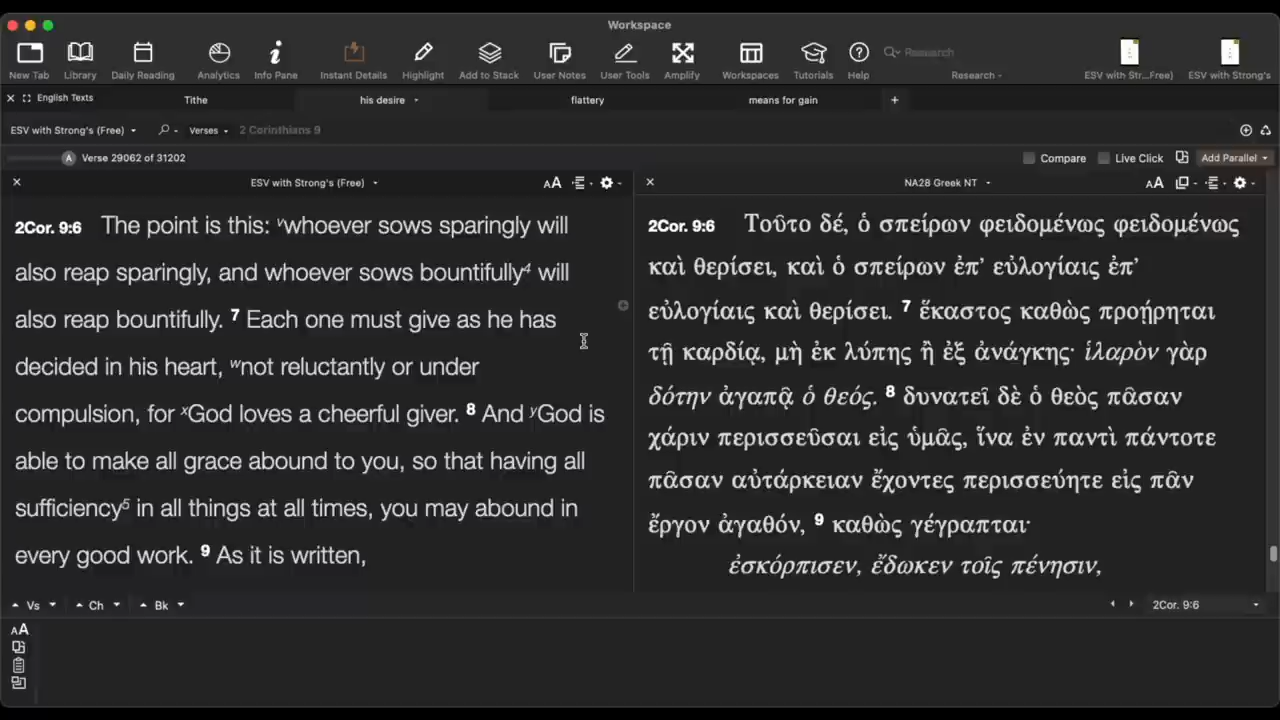 Workspace
New Tab Library Daily Reading Analytics Info Pane Instant Details Highlight Add to Stack User Notes User Tools Amplify Workspaces Tutorials Help Research Research ESV with Str...Free) ESV with Strong's
English Texts Tithe his desire flattery means for gain
ESV with Strong's (Free) Verses 2 Corinthians 9
A Verse 29062 of 31202 Compare Live Click Add Parallel
ESV with Strong's (Free) AA
2Cor. 9:6 The point is this: ᵛwhoever sows sparingly will
also reap sparingly, and whoever sows bountifully⁴ will
also reap bountifully. 7 Each one must give as he has
decided in his heart, ʷnot reluctantly or under
compulsion, for ˣGod loves a cheerful giver. 8 And ʸGod is
able to make all grace abound to you, so that having all
sufficiency⁵ in all things at all times, you may abound in
every good work. 9 As it is written,
NA28 Greek NT AA
2Cor. 9:6 Τοῦτο δέ, ὁ σπείρων φειδομένως φειδομένως
καὶ θερίσει, καὶ ὁ σπείρων ἐπ’ εὐλογίαις ἐπ’
εὐλογίαις καὶ θερίσει. 7 ἕκαστος καθὼς προῄρηται
τῇ καρδίᾳ, μὴ ἐκ λύπης ἢ ἐξ ἀνάγκης· ἱλαρὸν γὰρ
δότην ἀγαπᾷ ὁ θεός. 8 δυνατεῖ δὲ ὁ θεὸς πᾶσαν
χάριν περισσεῦσαι εἰς ὑμᾶς, ἵνα ἐν παντὶ πάντοτε
πᾶσαν αὐτάρκειαν ἔχοντες περισσεύητε εἰς πᾶν
ἔργον ἀγαθόν, 9 καθὼς γέγραπται·
ἐσκόρπισεν, ἔδωκεν τοῖς πένησιν,
Vs Ch Bk 2Cor. 9:6
AA